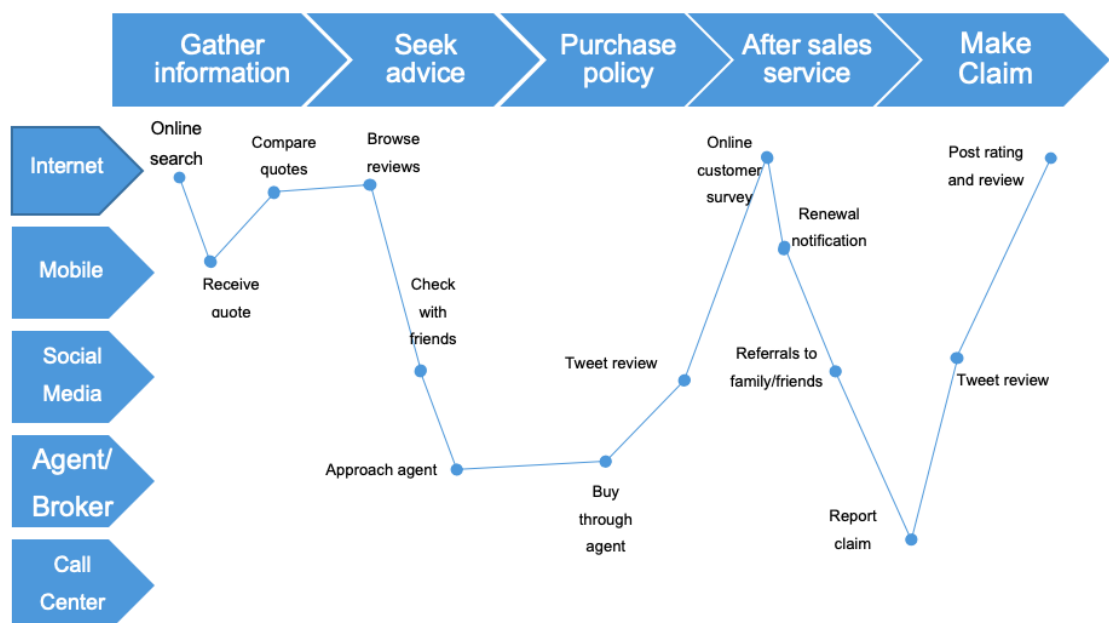 Gather
information
Seek
advice
Purchase
policy
After sales
service
Make
Claim
Internet
Online
search
Compare
quotes
Browse
reviews
Online
customer
survey
Post rating
and review
Mobile
Receive
quote
Check
with
friends
Renewal
notification
Social
Media
Tweet review
Referrals to
family/friends
Tweet review
Agent/
Broker
Approach agent
Buy
through
agent
Report
claim
Call
Center